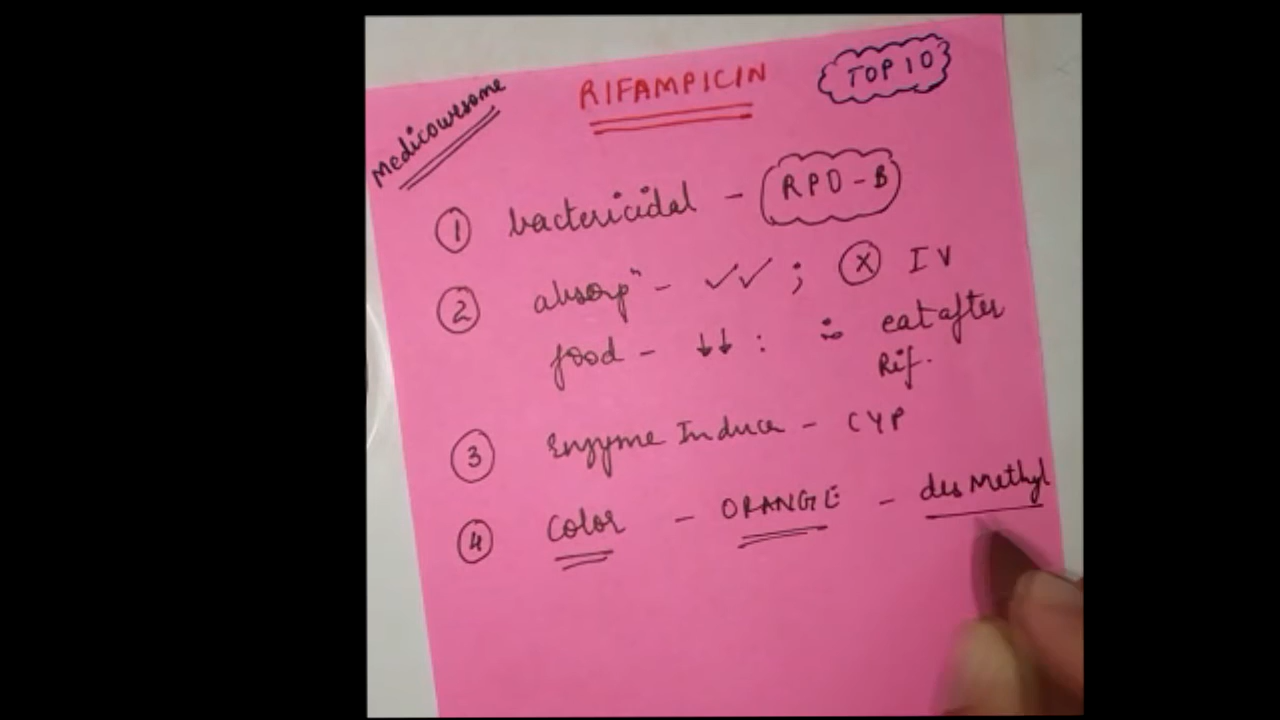 Medicowesome
RIFAMPICIN
TOP 10
① bactericidal - RPO-B
② absorpⁿ - ✓✓ ; ⓧ IV
food - ↓↓ : ∴ eat after
Rif.
③ Enzyme Induce - CYP
④ Color - ORANGE - des Methyl